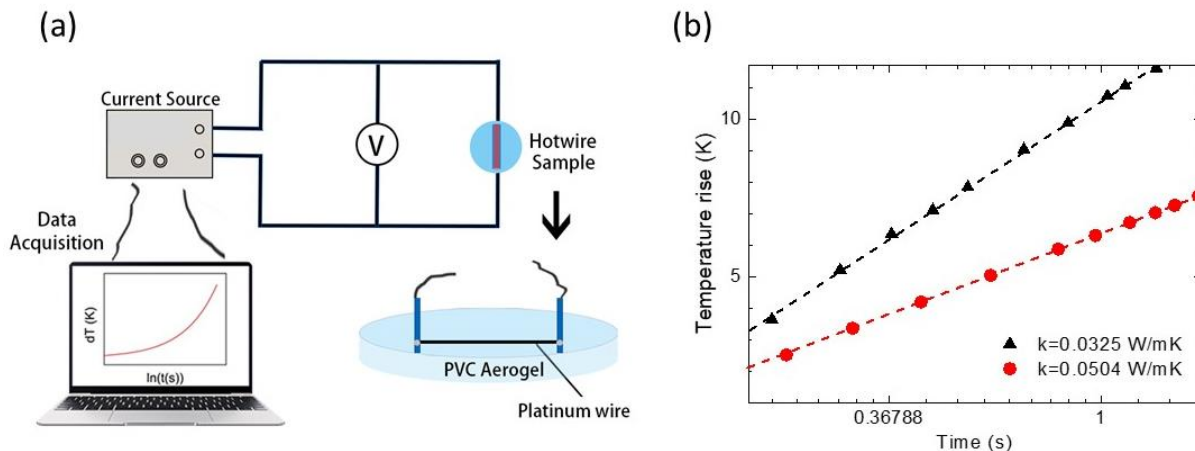 (a)
Current Source
V
Hotwire
Sample
Data
Acquisition
dT (K)
ln(t(s))
PVC Aerogel
Platinum wire
(b)
Temperature rise (K)
10
5
k=0.0325 W/mK
k=0.0504 W/mK
0.36788
1
Time (s)